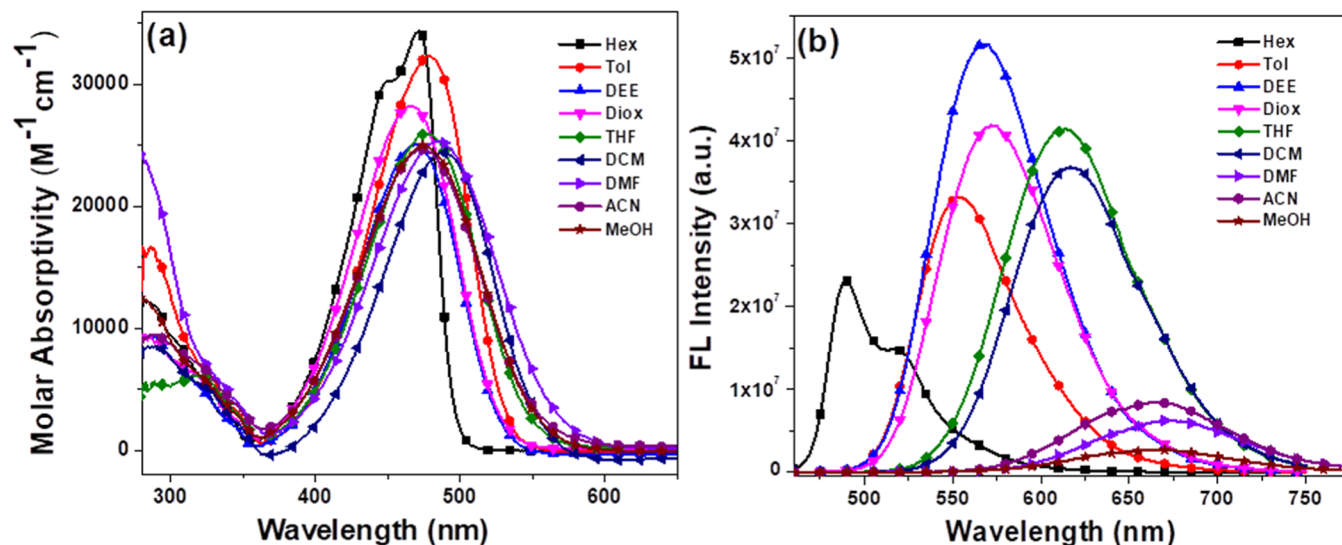 (a)
Hex
Tol
DEE
Diox
THF
DCM
DMF
ACN
MeOH
Molar Absorptivity (M⁻¹cm⁻¹)
30000
20000
10000
0
300
400
500
600
Wavelength (nm)
(b)
Hex
Tol
DEE
Diox
THF
DCM
DMF
ACN
MeOH
FL Intensity (a.u.)
5x10⁷
4x10⁷
3x10⁷
2x10⁷
1x10⁷
0
500
550
600
650
700
750
Wavelength (nm)